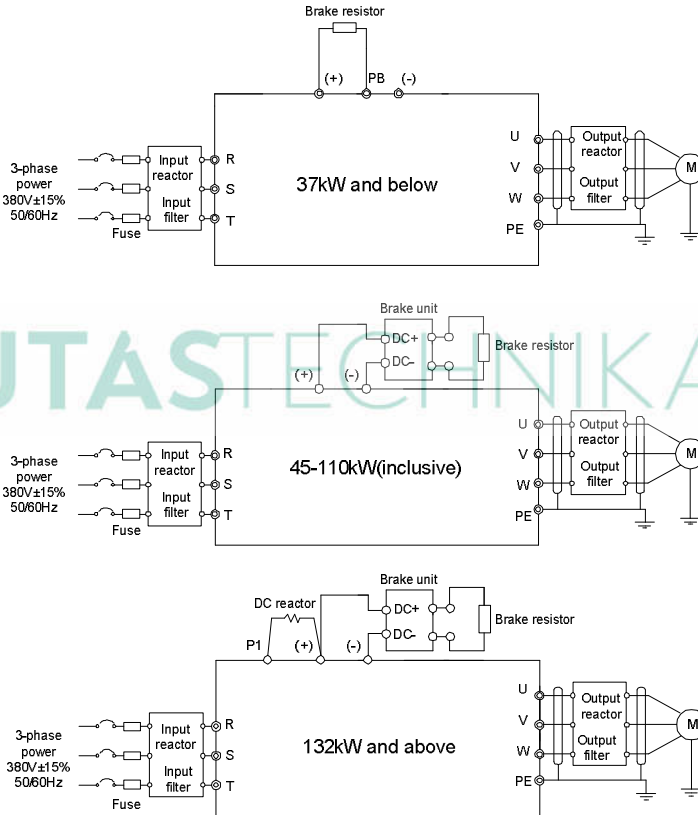 Brake resistor
(+) PB (-)
3-phase
power
380V±15%
50/60Hz
Fuse
Input
reactor
Input
filter
R
S
T
37kW and below
U
V
W
PE
Output
reactor
Output
filter
M
UTASTECHNIKA
Brake unit
DC+
DC-
Brake resistor
(+) (-)
3-phase
power
380V±15%
50/60Hz
Fuse
Input
reactor
Input
filter
R
S
T
45-110kW(inclusive)
U
V
W
PE
Output
reactor
Output
filter
M
Brake unit
DC reactor
DC+
DC-
Brake resistor
P1 (+) (-)
3-phase
power
380V±15%
50/60Hz
Fuse
Input
reactor
Input
filter
R
S
T
132kW and above
U
V
W
PE
Output
reactor
Output
filter
M